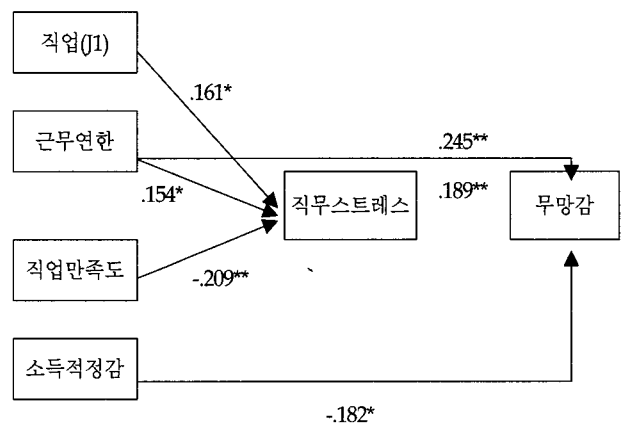 직업(J1)
.161*
근무연한
.245**
.154*
직무스트레스
.189**
무망감
직업만족도
-.209**
소득적정감
-.182*